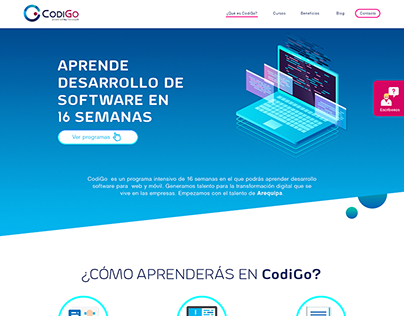 CODIGO
¿Qué es CodiGo?
Cursos
Beneficios
Blog
Contacto
APRENDE
DESARROLLO DE
SOFTWARE EN
16 SEMANAS
Ver programas
Escríbenos
CodiGo es un programa intensivo de 16 semanas en el que podrás aprender desarrollo
software para web y móvil. Generamos talento para la transformación digital que se
vive en las empresas. Empezamos con el talento de Arequipa.
¿CÓMO APRENDERÁS EN CodiGo?